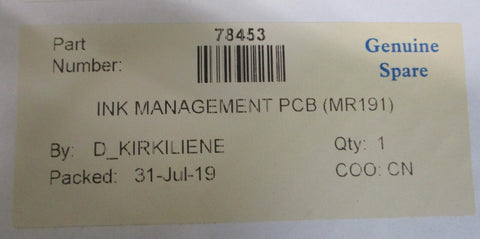 Part Number: 78453 Genuine Spare
INK MANAGEMENT PCB (MR191)
By: D_KIRKILIENE Qty: 1
Packed: 31-Jul-19 COO: CN